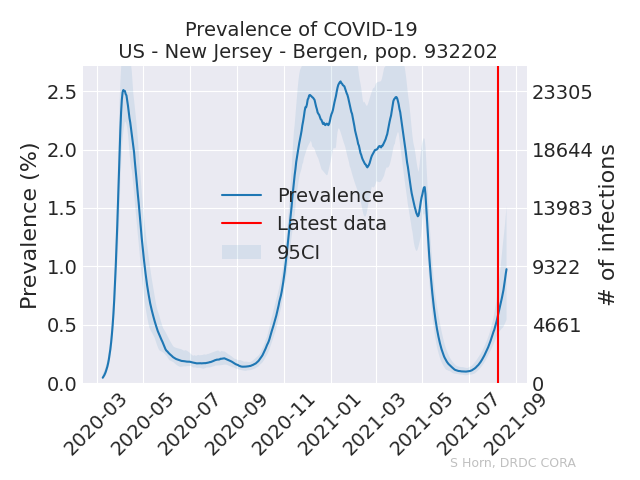 Prevalence of COVID-19
US - New Jersey - Bergen, pop. 932202
Prevalence (%)
2.5
2.0
1.5
1.0
0.5
0.0
Prevalence
Latest data
95CI
23305
18644
13983
9322
4661
0
# of infections
2020-03
2020-05
2020-07
2020-09
2020-11
2021-01
2021-03
2021-05
2021-07
2021-09
S Horn, DRDC CORA